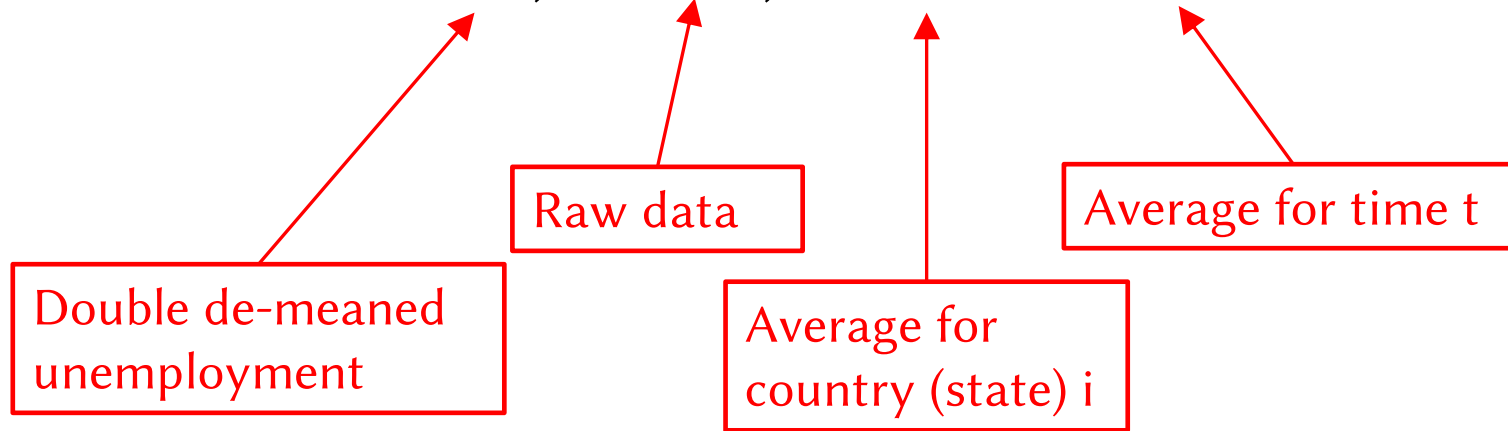 Raw data
Average for time t
Double de-meaned
unemployment
Average for
country (state) i